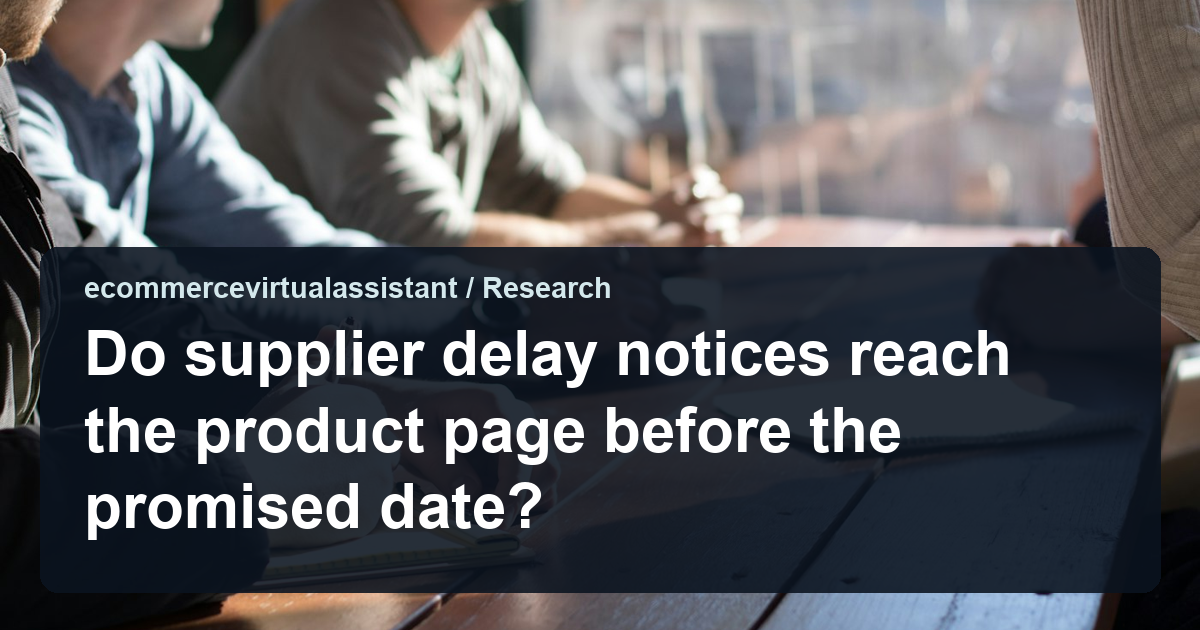 ecommercevirtualassistant / Research
Do supplier delay notices reach
the product page before the
promised date?